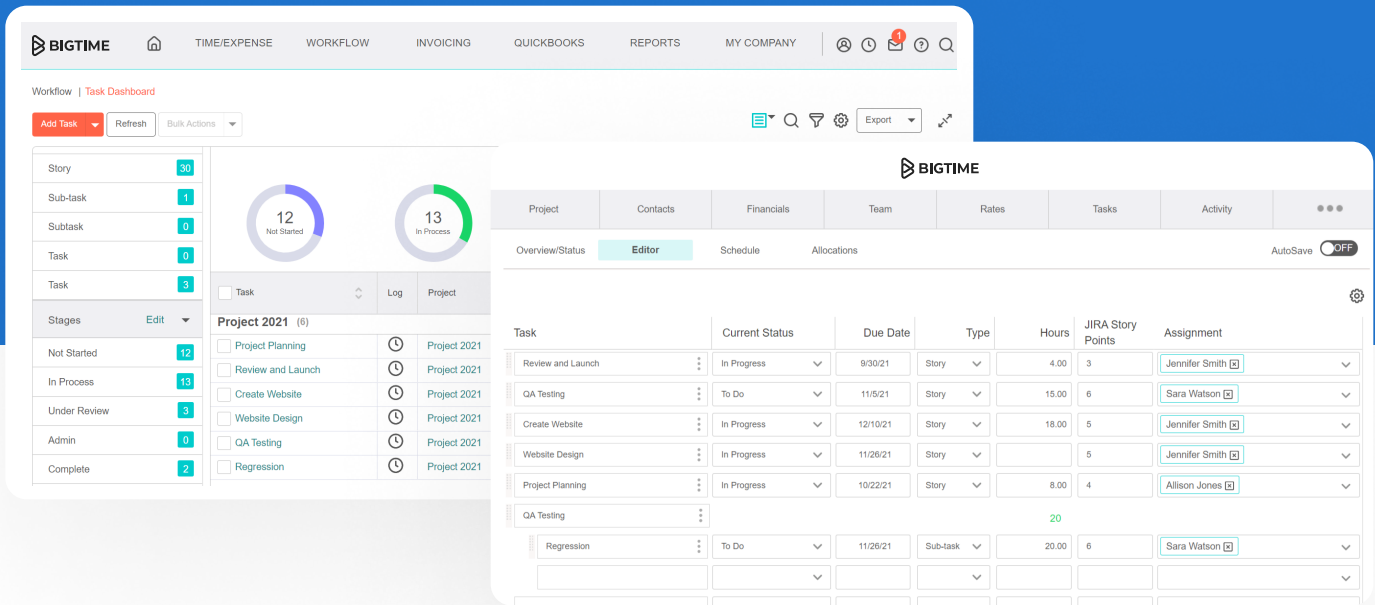 BIGTIME
TIME/EXPENSE WORKFLOW INVOICING QUICKBOOKS REPORTS MY COMPANY 1
Workflow | Task Dashboard
Add Task Refresh Bulk Actions Export
Story 30
Sub-task 1
Subtask 0
Task 0
Task 3
Stages Edit
Not Started 12
In Process 13
Under Review 3
Admin 0
Complete 2
12
Not Started
13
In Process
Task Log Project
Project 2021 (6)
Project Planning Project 2021
Review and Launch Project 2021
Create Website Project 2021
Website Design Project 2021
QA Testing Project 2021
Regression Project 2021
BIGTIME
Project Contacts Financials Team Rates Tasks Activity
Overview/Status Editor Schedule Allocations AutoSave OFF
Task Current Status Due Date Type Hours JIRA Story Points Assignment
Review and Launch In Progress 9/30/21 Story 4.00 3 Jennifer Smith
QA Testing To Do 11/5/21 Story 15.00 6 Sara Watson
Create Website In Progress 12/10/21 Story 18.00 5 Jennifer Smith
Website Design In Progress 11/26/21 Story 5 Jennifer Smith
Project Planning In Progress 10/22/21 Story 8.00 4 Allison Jones
QA Testing 20
Regression To Do 11/26/21 Sub-task 20.00 6 Sara Watson